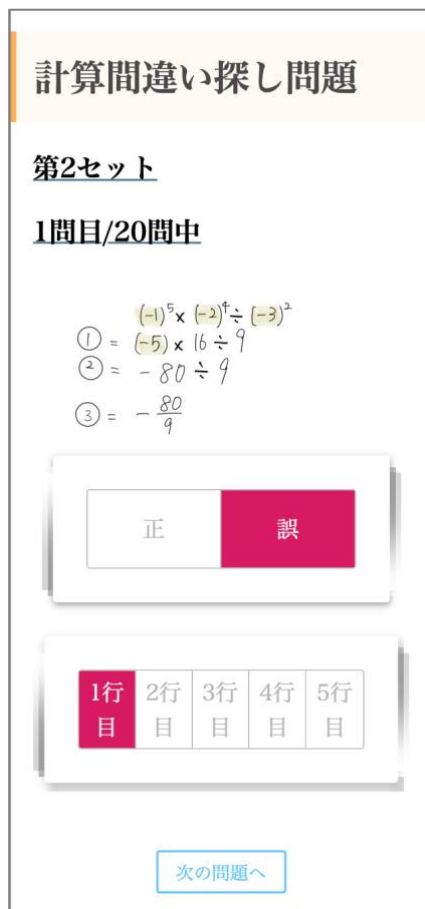 計算間違い探し問題
第2セット
1問目/20問中
(-1)⁵×(-2)⁴÷(-3)²
① = (-5)×16÷9
② = -80÷9
③ = -80/9
正 誤
1行目 2行目 3行目 4行目 5行目
次の問題へ